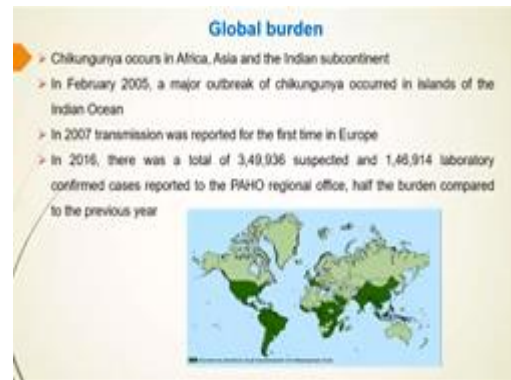 Global burden
Chikungunya occurs in Africa, Asia and the Indian subcontinent
In February 2005, a major outbreak of chikungunya occurred in islands of the
Indian Ocean
In 2007 transmission was reported for the first time in Europe
In 2016, there was a total of 3,49,936 suspected and 1,46,914 laboratory
confirmed cases reported to the PAHO regional office, half the burden compared
to the previous year